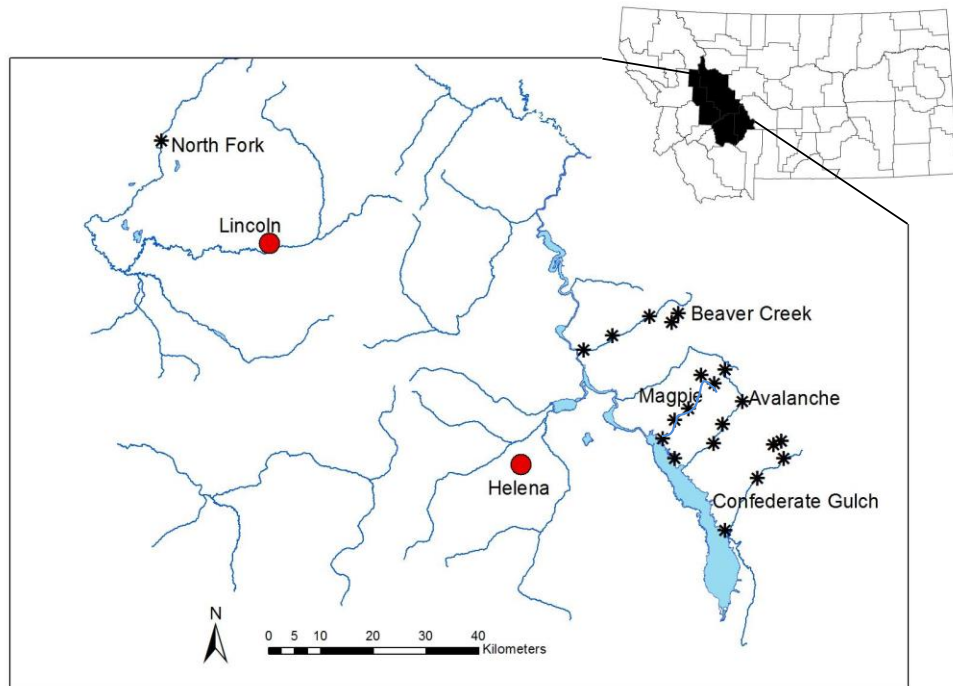 North Fork
Lincoln
Beaver Creek
Magpie
Avalanche
Helena
Confederate Gulch
N
0 5 10 20 30 40
Kilometers